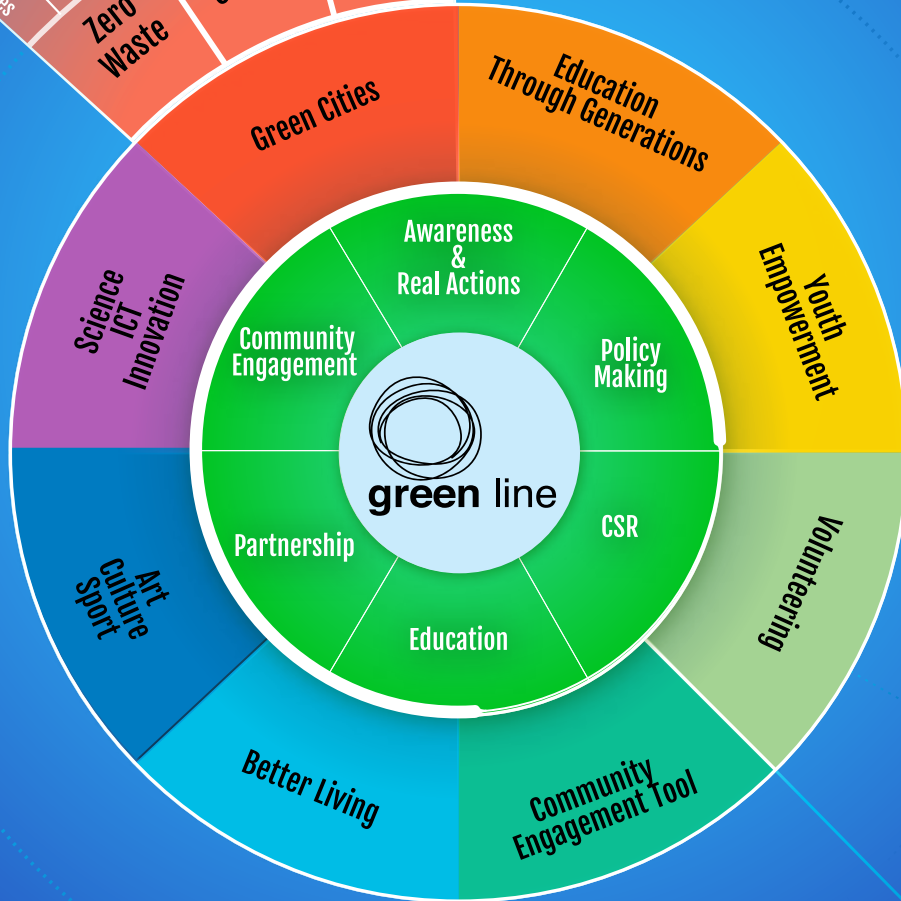 Zero
Waste
Green Cities
Education
Through Generations
Youth
Empowerment
Volunteering
Community
Engagement Tool
Better Living
Art
Culture
Sport
Science
ICT
Innovation
Awareness
&
Real Actions
Policy
Making
CSR
Education
Partnership
Community
Engagement
green line